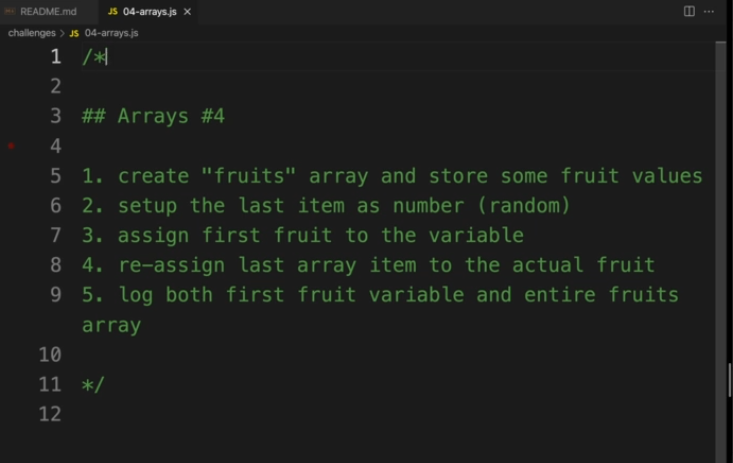 README.md JS 04-arrays.js ×
challenges > JS 04-arrays.js
1 /*
2
3 ## Arrays #4
4
5 1. create "fruits" array and store some fruit values
6 2. setup the last item as number (random)
7 3. assign first fruit to the variable
8 4. re-assign last array item to the actual fruit
9 5. log both first fruit variable and entire fruits
array
10
11 */
12